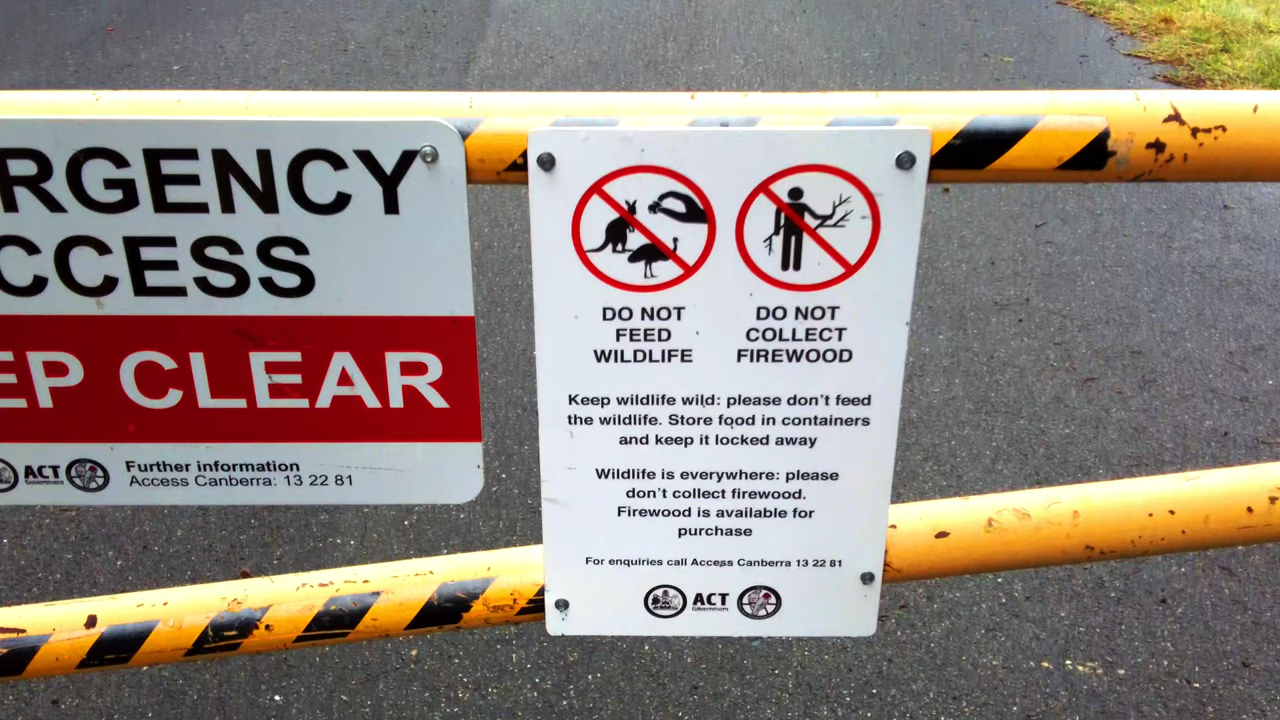 RGENCY
CCESS
EP CLEAR
ACT
Government
Further information
Access Canberra: 13 22 81
DO NOT
FEED
WILDLIFE
DO NOT
COLLECT
FIREWOOD
Keep wildlife wild: please don't feed
the wildlife. Store food in containers
and keep it locked away
Wildlife is everywhere: please
don't collect firewood.
Firewood is available for
purchase
For enquiries call Access Canberra 13 22 81
ACT
Government